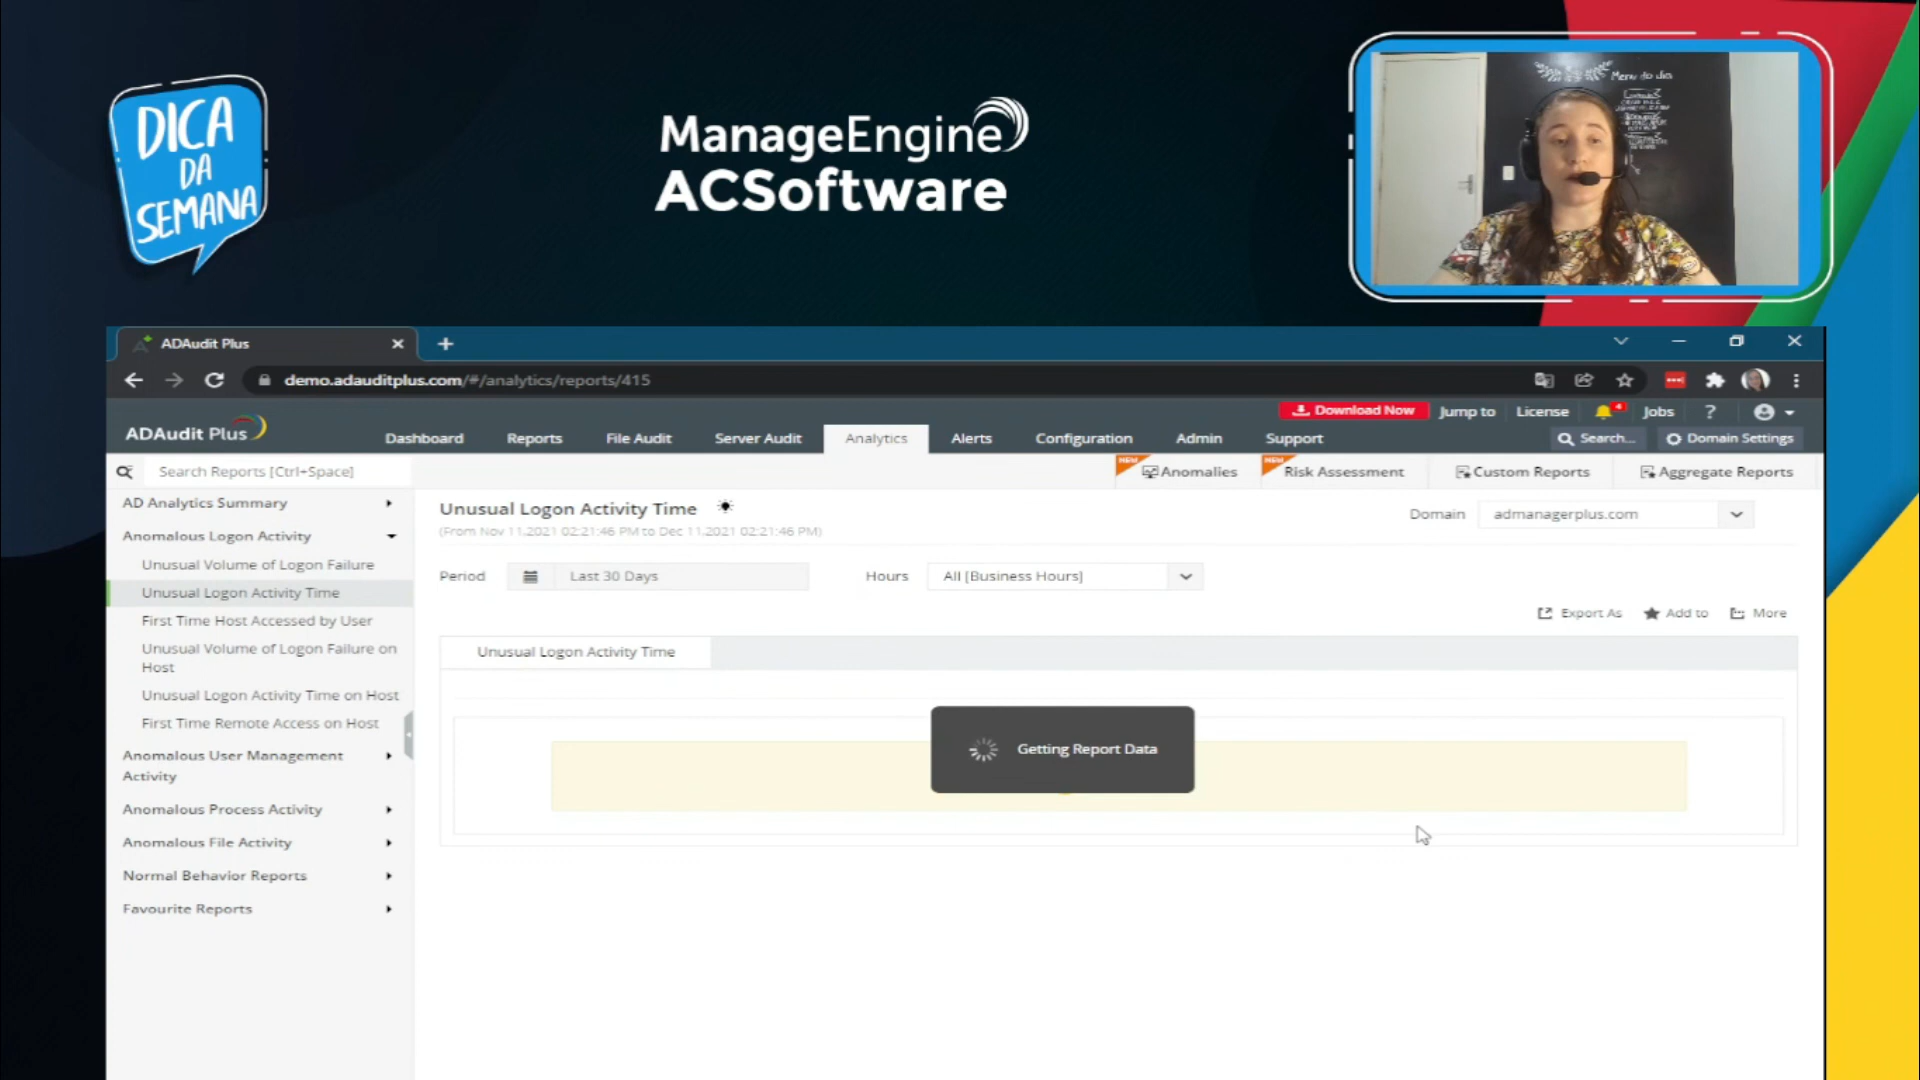 DICA
DA
SEMANA
ManageEngine
ACSoftware
Menu do dia
ADAudit Plus
demo.adauditplus.com/#/analytics/reports/415
Download Now
Jump to
License
4
Jobs
?
ADAudit Plus
Dashboard
Reports
File Audit
Server Audit
Analytics
Alerts
Configuration
Admin
Support
Search...
Domain Settings
Search Reports [Ctrl+Space]
NEW
Anomalies
NEW
Risk Assessment
Custom Reports
Aggregate Reports
AD Analytics Summary
Anomalous Logon Activity
Unusual Volume of Logon Failure
Unusual Logon Activity Time
First Time Host Accessed by User
Unusual Volume of Logon Failure on
Host
Unusual Logon Activity Time on Host
First Time Remote Access on Host
Anomalous User Management
Activity
Anomalous Process Activity
Anomalous File Activity
Normal Behavior Reports
Favourite Reports
Unusual Logon Activity Time
(From Nov 11,2021 02:21:46 PM to Dec 11,2021 02:21:46 PM)
Domain
admanagerplus.com
Period
Last 30 Days
Hours
All [Business Hours]
Export As
Add to
More
Unusual Logon Activity Time
Getting Report Data